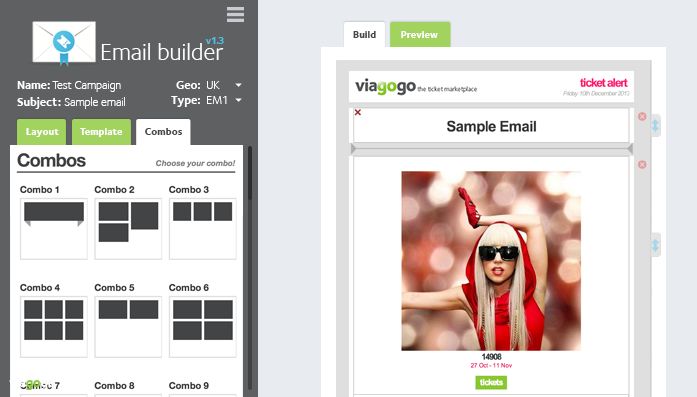 Email builder v1.3
Name: Test Campaign Geo: UK
Subject: Sample email Type: EM1
Layout Template Combos
Combos Choose your combo!
Combo 1 Combo 2 Combo 3
Combo 4 Combo 5 Combo 6
Combo 7 Combo 8 Combo 9
Build Preview
viagogo the ticket marketplace
ticket alert
Friday 10th December 2013
Sample Email
14908
27 Oct - 11 Nov
tickets